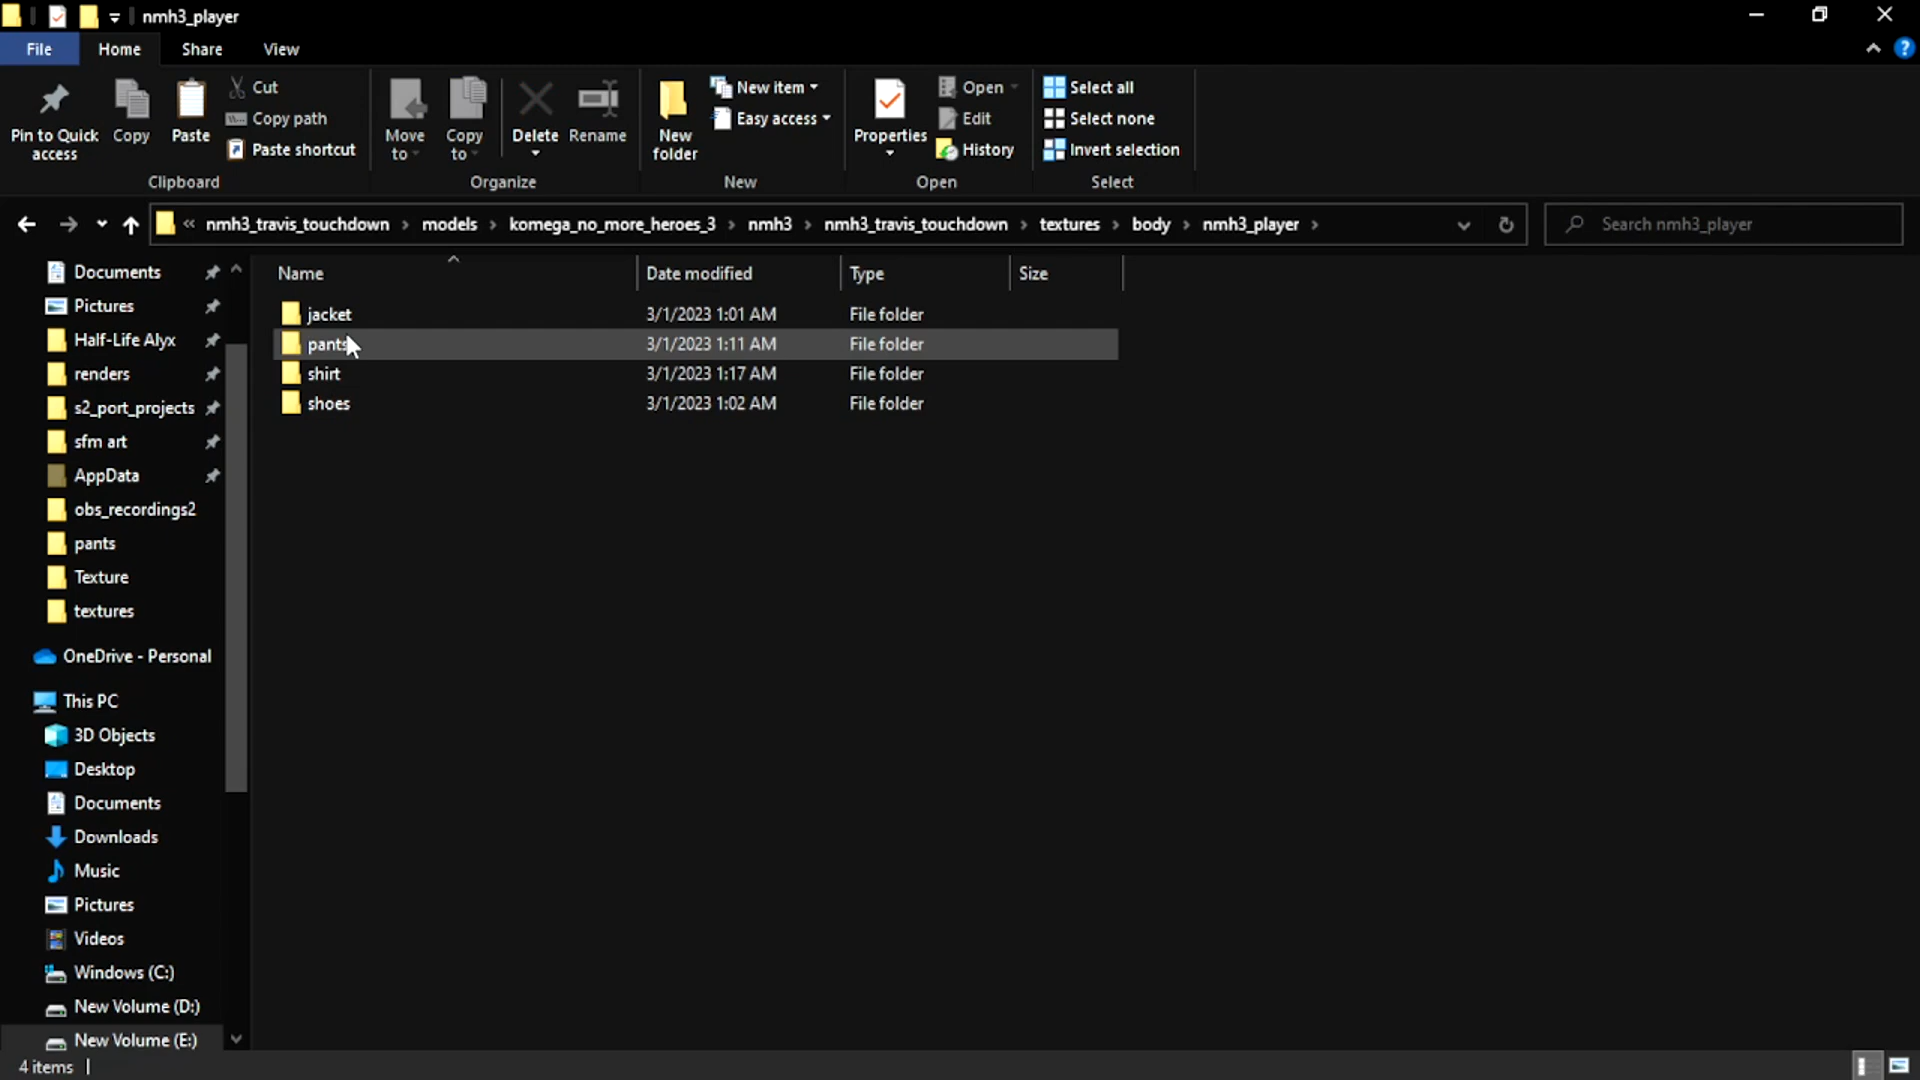 nmh3_player
File Home Share View
Pin to Quick access
Copy
Paste
Cut
Copy path
Paste shortcut
Clipboard
Move to
Copy to
Delete
Rename
Organize
New folder
New item
Easy access
New
Properties
Open
Edit
History
Open
Select all
Select none
Invert selection
Select
« nmh3_travis_touchdown › models › komega_no_more_heroes_3 › nmh3 › nmh3_travis_touchdown › textures › body › nmh3_player ›
Search nmh3_player
Documents
Pictures
Half-Life Alyx
renders
s2_port_projects
sfm art
AppData
obs_recordings2
pants
Texture
textures
OneDrive - Personal
This PC
3D Objects
Desktop
Documents
Downloads
Music
Pictures
Videos
Windows (C:)
New Volume (D:)
New Volume (E:)
Name Date modified Type Size
jacket 3/1/2023 1:01 AM File folder
pants 3/1/2023 1:11 AM File folder
shirt 3/1/2023 1:17 AM File folder
shoes 3/1/2023 1:02 AM File folder
4 items